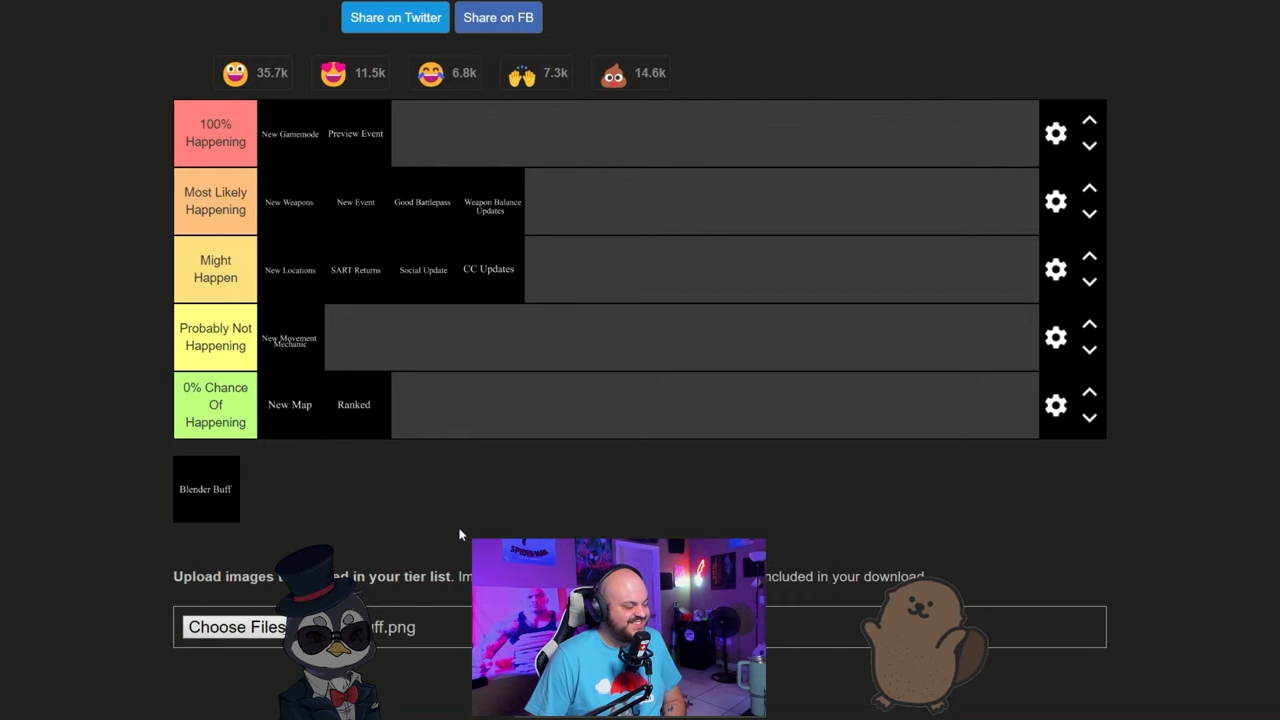 Share on Twitter
Share on FB
35.7k
11.5k
6.8k
7.3k
14.6k
100%
Happening
New Gamemode
Preview Event
Most Likely
Happening
New Weapons
New Event
Good Battlepass
Weapon Balance
Updates
Might
Happen
New Locations
SART Returns
Social Update
CC Updates
Probably Not
Happening
New Movement
Mechanic
0% Chance
Of
Happening
New Map
Ranked
Blender Buff
SPIDER-MAN
Upload images
in your tier list. 
included in your download
Choose Files
ff.png